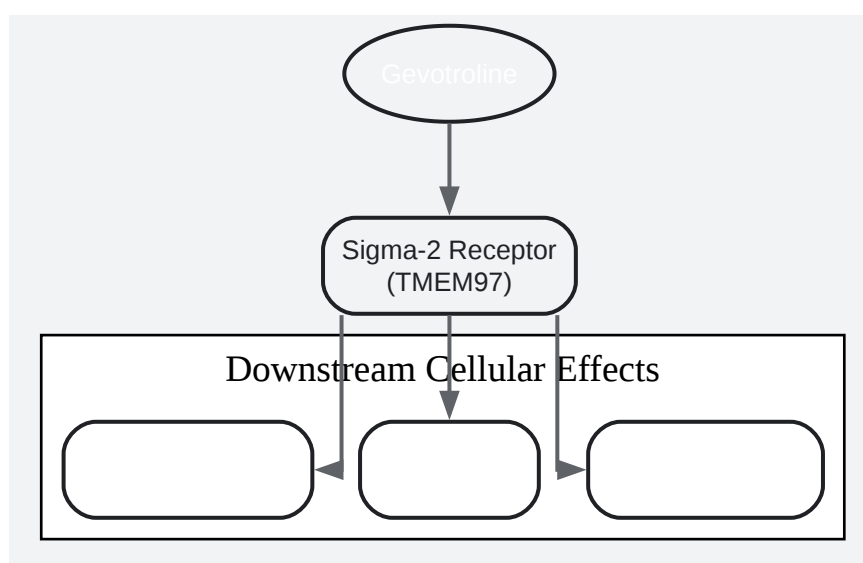 Gevotroline
Sigma-2 Receptor
(TMEM97)
Downstream Cellular Effects